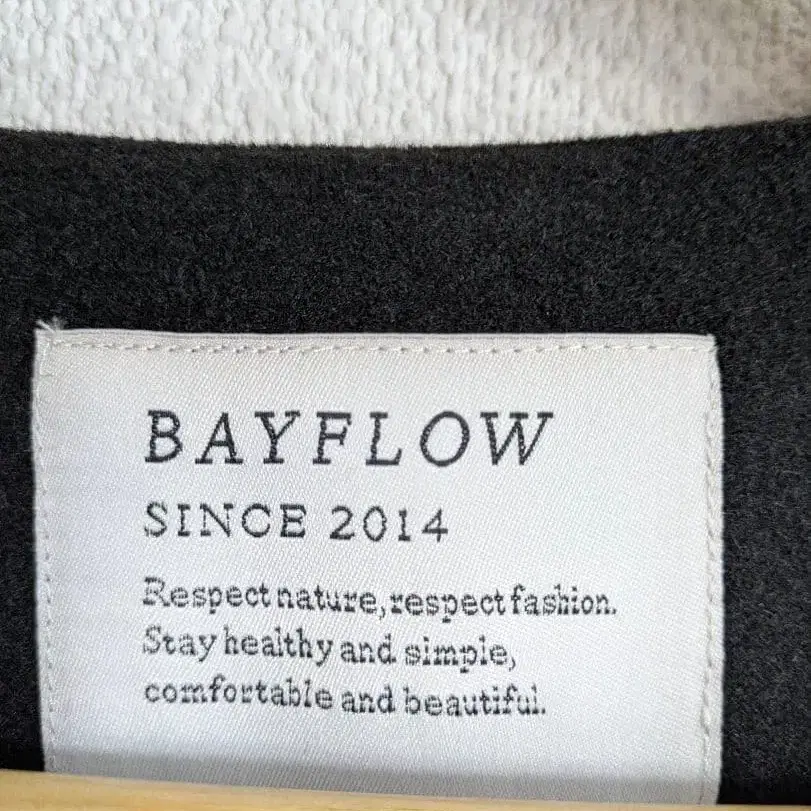 BAYFLOW
SINCE 2014
Respect nature, respect fashion.
Stay healthy and simple,
comfortable and beautiful.